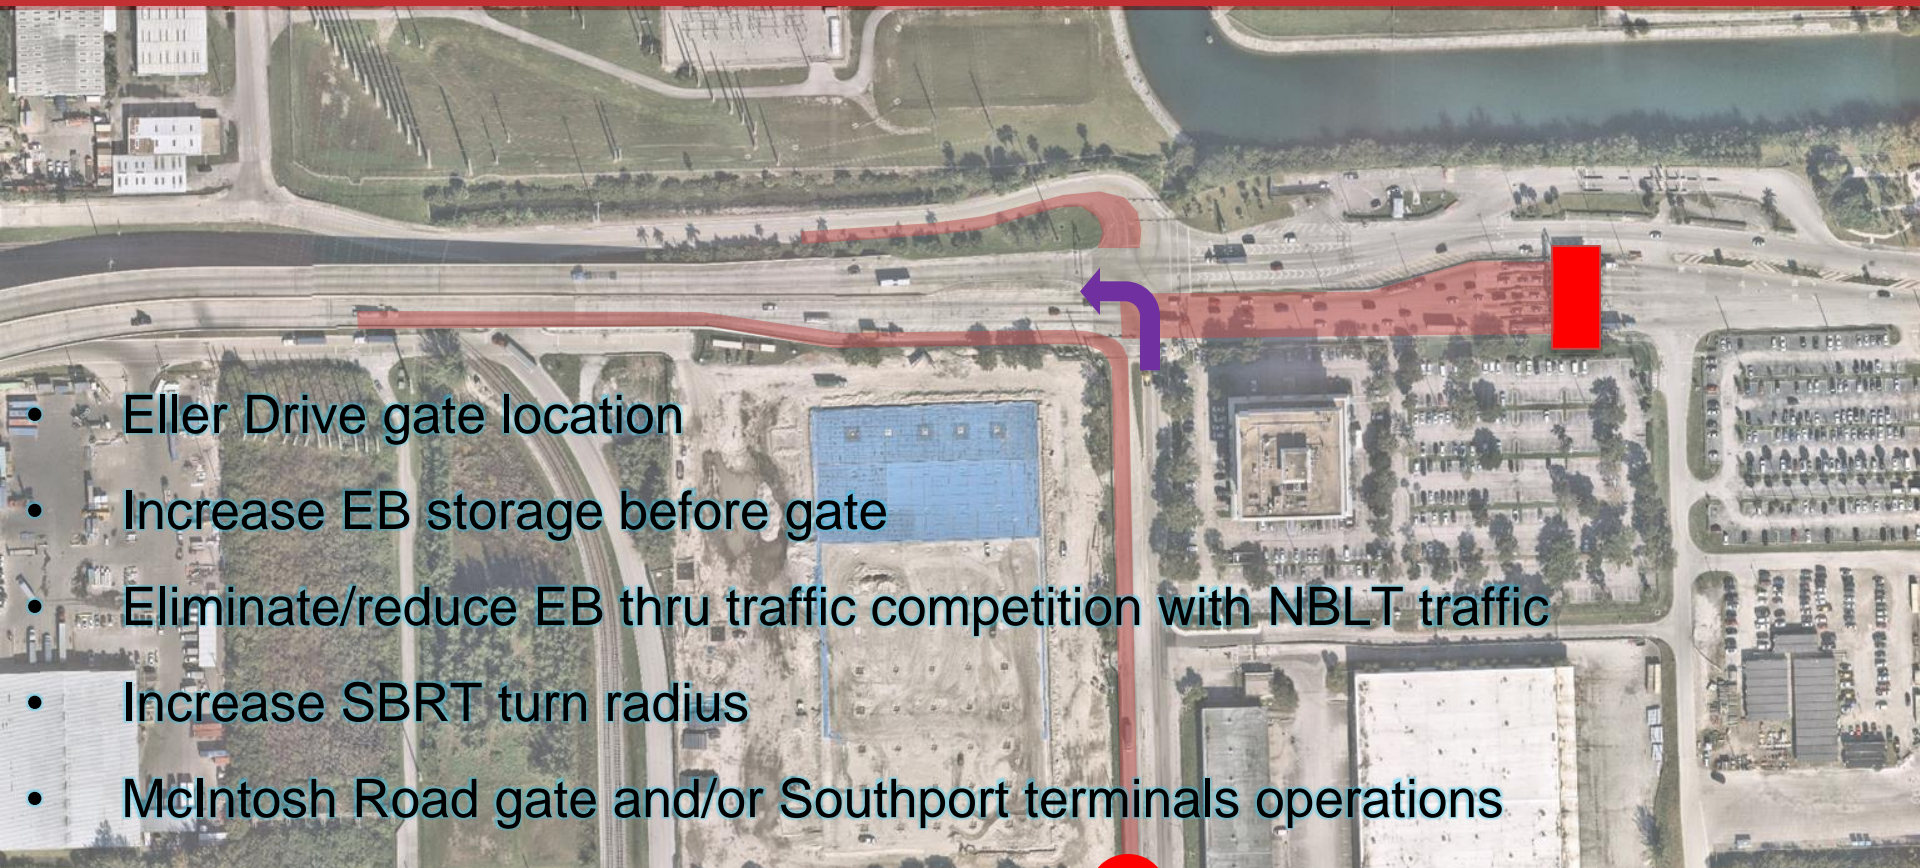 • Eller Drive gate location
• Increase EB storage before gate
• Eliminate/reduce EB thru traffic competition with NBLT traffic
• Increase SBRT turn radius
• McIntosh Road gate and/or Southport terminals operations